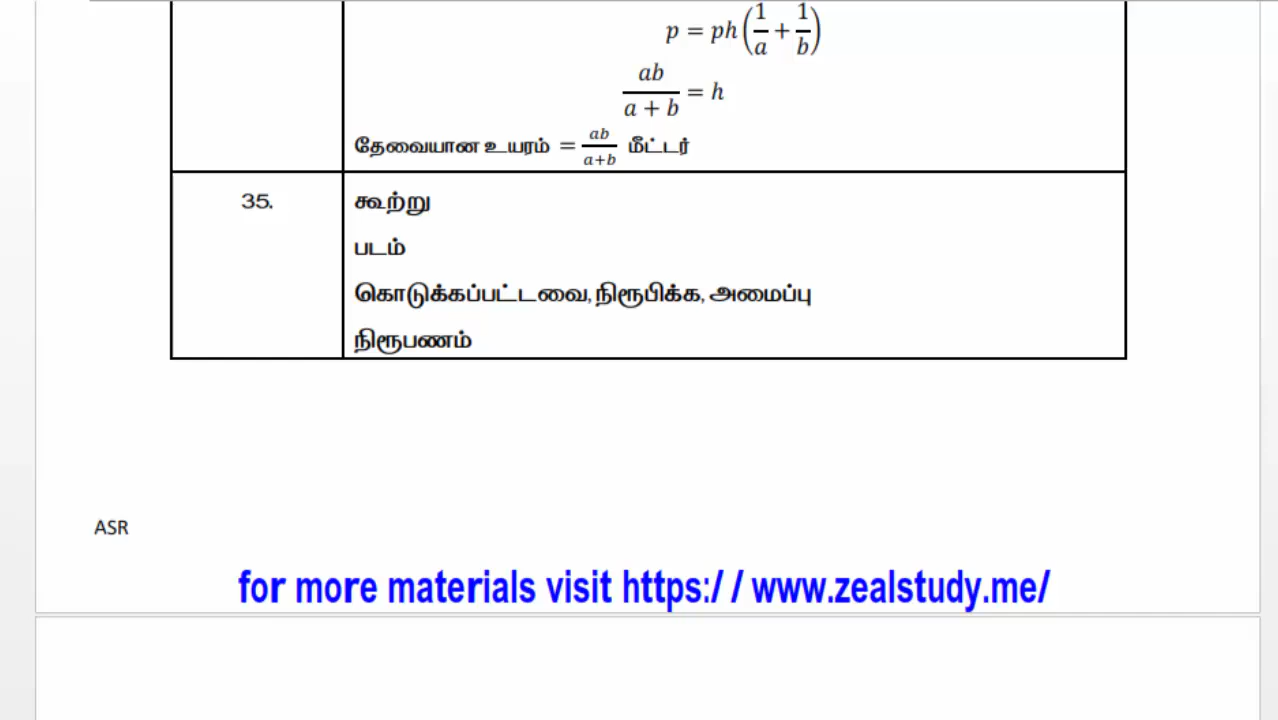 p = ph(1/a + 1/b)
ab/(a + b) = h
தேவையான உயரம் = ab/(a+b) மீட்டர்
35. கூற்று
படம்
கொடுக்கப்பட்டவை, நிரூபிக்க, அமைப்பு
நிரூபணம்
ASR
for more materials visit https:/ / www.zealstudy.me/